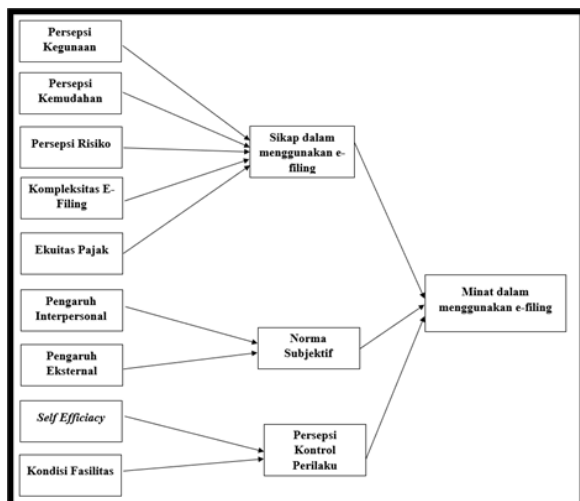 Persepsi
Kegunaan
Persepsi
Kemudahan
Persepsi Risiko
Kompleksitas E-
Filing
Ekuitas Pajak
Pengaruh
Interpersonal
Pengaruh
Eksternal
Self Efficiacy
Kondisi Fasilitas
Sikap dalam
menggunakan e-
filing
Norma
Subjektif
Persepsi
Kontrol
Perilaku
Minat dalam
menggunakan e-filing